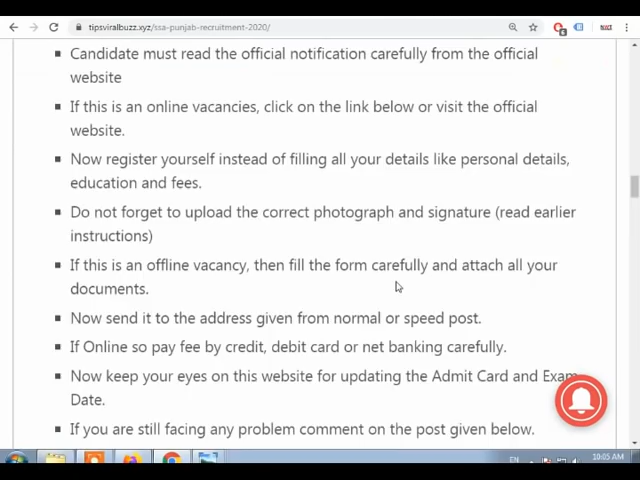 tipsviralbuzz.xyz/ssa-punjab-recruitment-2020/
6
Candidate must read the official notification carefully from the official
website
If this is an online vacancies, click on the link below or visit the official
website.
Now register yourself instead of filling all your details like personal details,
education and fees.
Do not forget to upload the correct photograph and signature (read earlier
instructions)
If this is an offline vacancy, then fill the form carefully and attach all your
documents.
Now send it to the address given from normal or speed post.
If Online so pay fee by credit, debit card or net banking carefully.
Now keep your eyes on this website for updating the Admit Card and Exam
Date.
If you are still facing any problem comment on the post given below.
EN
10:05 AM